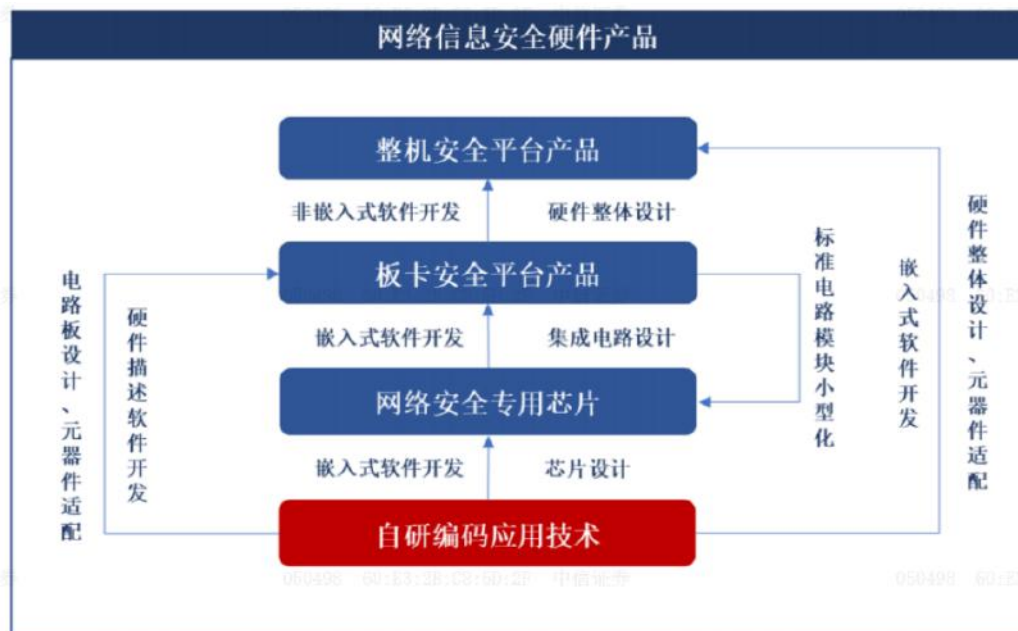 网络信息安全硬件产品
整机安全平台产品
非嵌入式软件开发
硬件整体设计
板卡安全平台产品
嵌入式软件开发
集成电路设计
网络安全专用芯片
嵌入式软件开发
芯片设计
自研编码应用技术
电路板设计、元器件适配
硬件描述软件开发
标准电路模块小型化
嵌入式软件开发
硬件整体设计、元器件适配